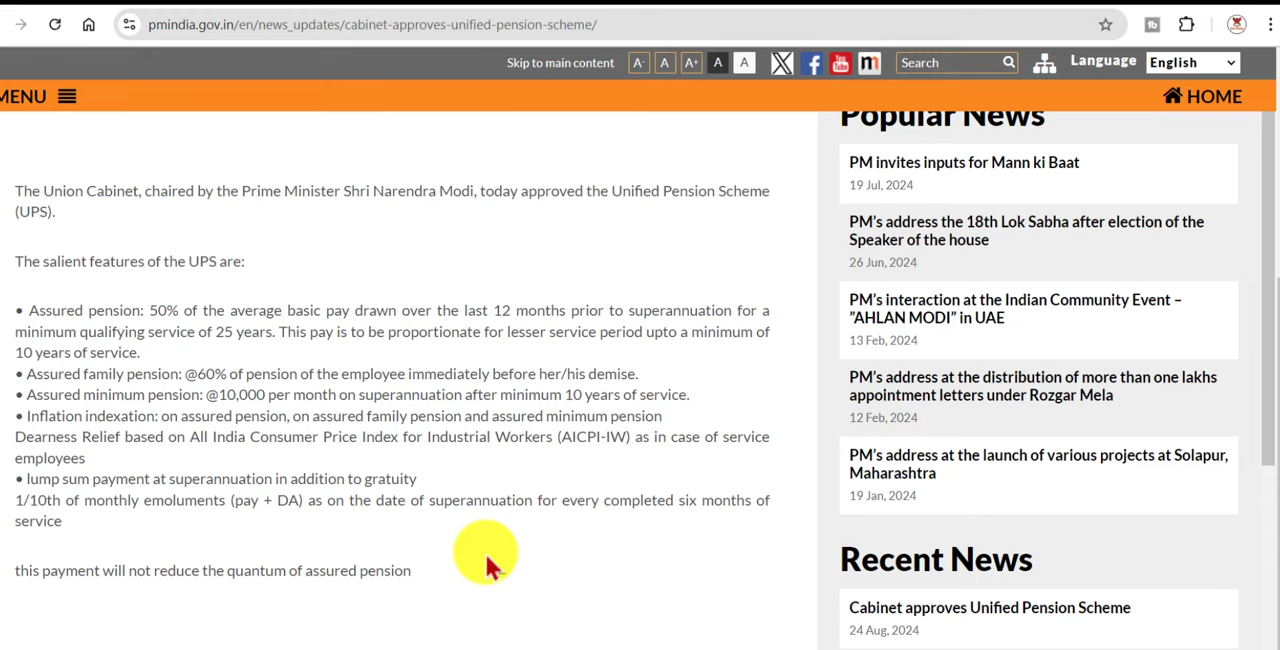 pmindia.gov.in/en/news_updates/cabinet-approves-unified-pension-scheme/
Skip to main content A- A A+ A A X f You Tube m Search Language English
MENU HOME
Popular News
PM invites inputs for Mann ki Baat
19 Jul, 2024
PM's address the 18th Lok Sabha after election of the
Speaker of the house
26 Jun, 2024
PM's interaction at the Indian Community Event –
"AHLAN MODI" in UAE
13 Feb, 2024
PM's address at the distribution of more than one lakhs
appointment letters under Rozgar Mela
12 Feb, 2024
PM's address at the launch of various projects at Solapur,
Maharashtra
19 Jan, 2024
Recent News
Cabinet approves Unified Pension Scheme
24 Aug, 2024
The Union Cabinet, chaired by the Prime Minister Shri Narendra Modi, today approved the Unified Pension Scheme
(UPS).
The salient features of the UPS are:
• Assured pension: 50% of the average basic pay drawn over the last 12 months prior to superannuation for a
minimum qualifying service of 25 years. This pay is to be proportionate for lesser service period upto a minimum of
10 years of service.
• Assured family pension: @60% of pension of the employee immediately before her/his demise.
• Assured minimum pension: @10,000 per month on superannuation after minimum 10 years of service.
• Inflation indexation: on assured pension, on assured family pension and assured minimum pension
Dearness Relief based on All India Consumer Price Index for Industrial Workers (AICPI-IW) as in case of service
employees
• lump sum payment at superannuation in addition to gratuity
1/10th of monthly emoluments (pay + DA) as on the date of superannuation for every completed six months of
service
this payment will not reduce the quantum of assured pension